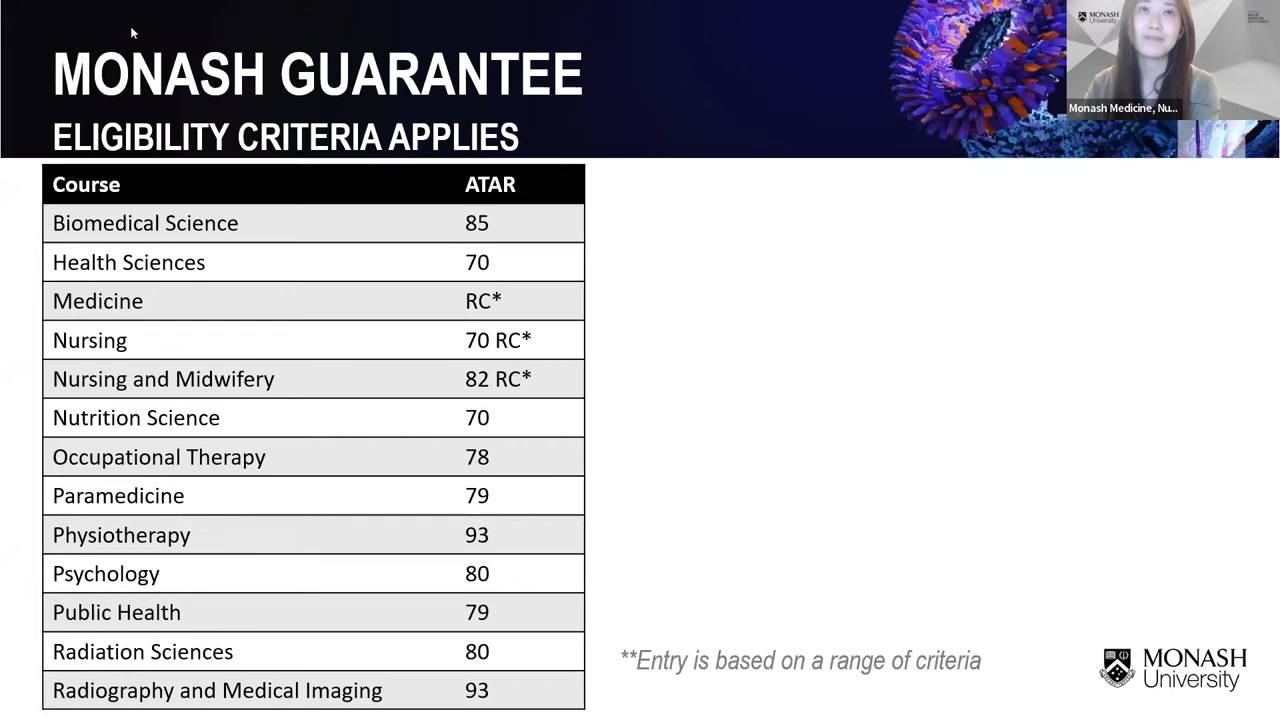 MONASH GUARANTEE
ELIGIBILITY CRITERIA APPLIES
MONASH
University
Monash Medicine, Nu...
Course ATAR
Biomedical Science 85
Health Sciences 70
Medicine RC*
Nursing 70 RC*
Nursing and Midwifery 82 RC*
Nutrition Science 70
Occupational Therapy 78
Paramedicine 79
Physiotherapy 93
Psychology 80
Public Health 79
Radiation Sciences 80
Radiography and Medical Imaging 93
**Entry is based on a range of criteria
MONASH
University